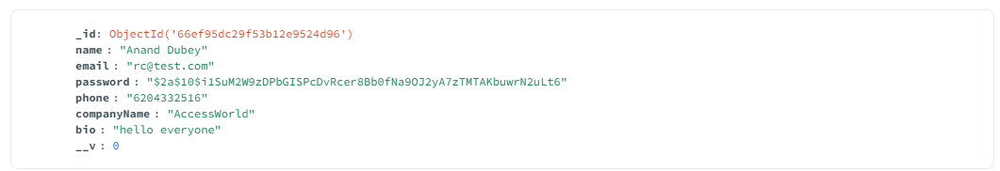 _id: ObjectId('66ef95dc29f53b12e9524d96')
name : "Anand Dubey"
email : "rc@test.com"
password : "$2a$10$i1SuM2W9zDPbGISPcDvRcer8Bb0fNa9OJ2yA7zTMTAKbuwrN2uLt6"
phone : "6204332516"
companyName : "AccessWorld"
bio : "hello everyone"
__v : 0